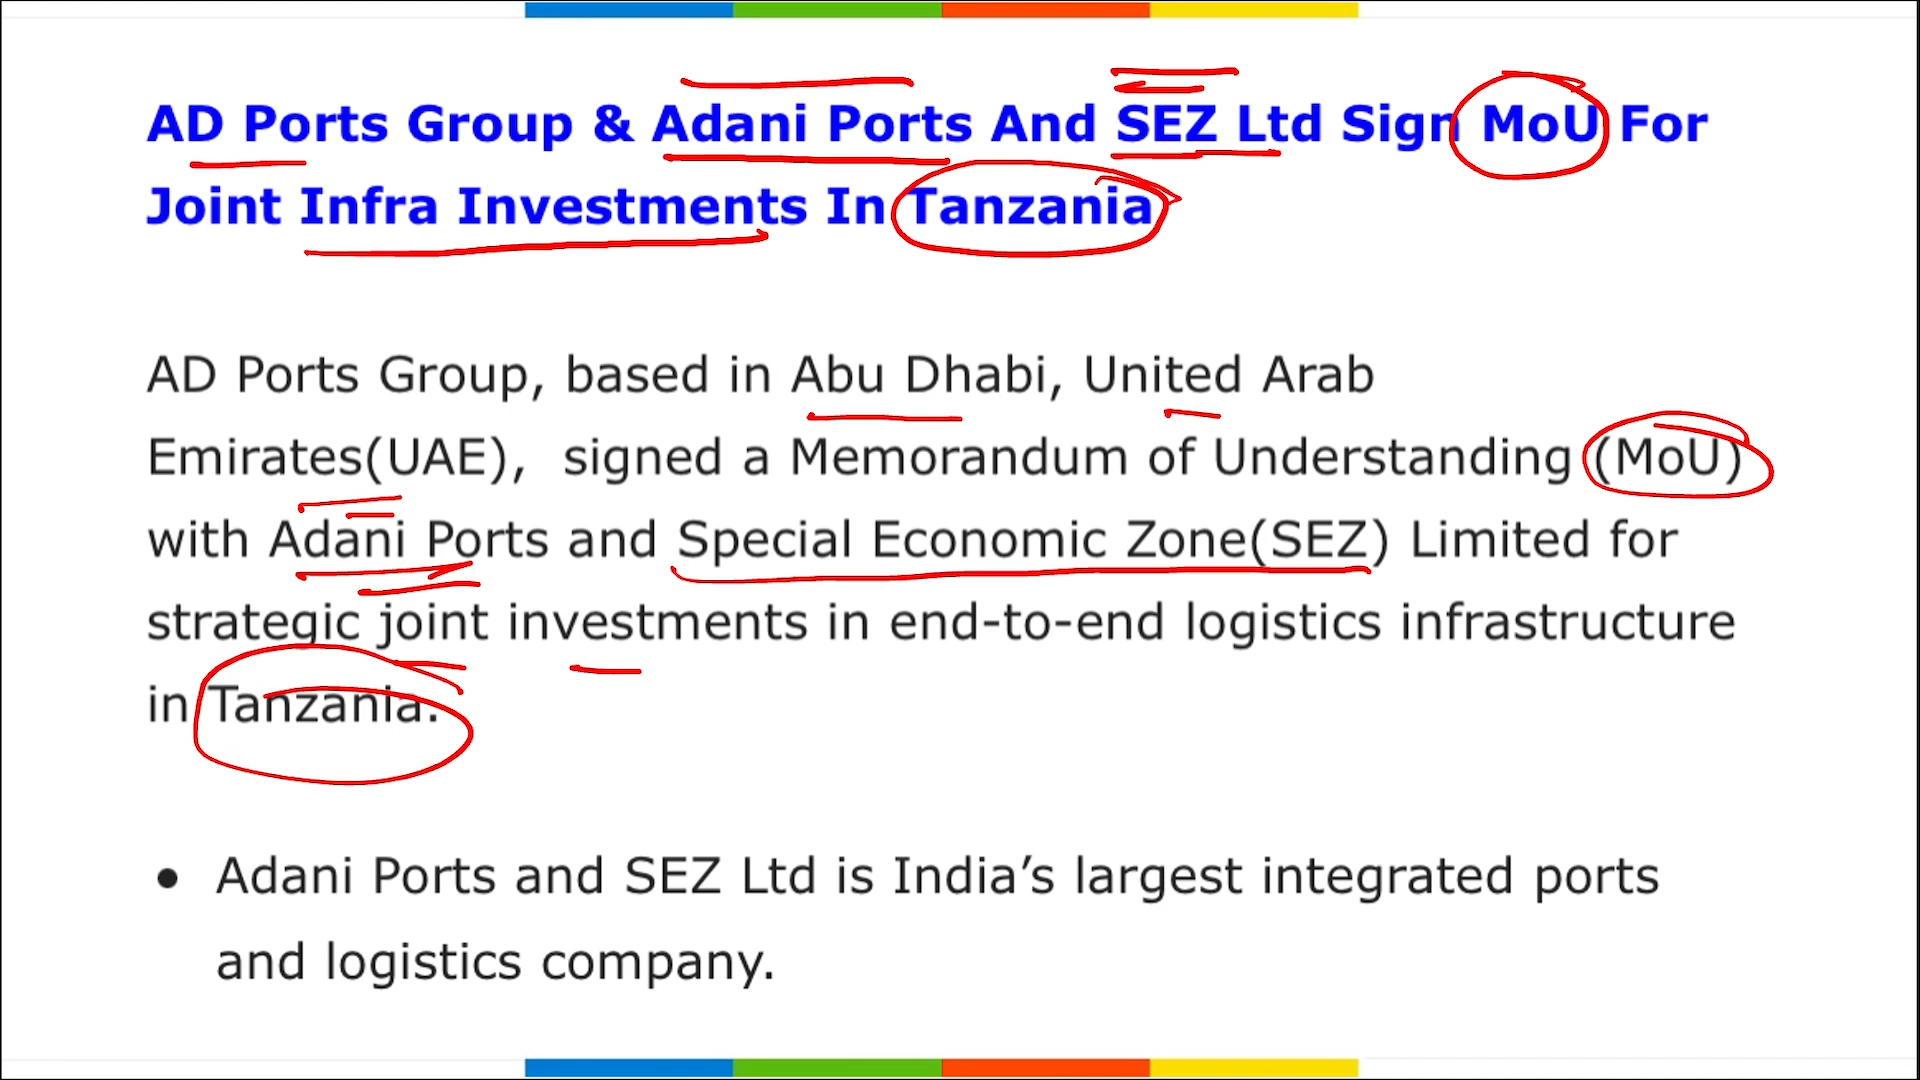 AD Ports Group & Adani Ports And SEZ Ltd Sign MoU For
Joint Infra Investments In Tanzania
AD Ports Group, based in Abu Dhabi, United Arab
Emirates(UAE),  signed a Memorandum of Understanding (MoU)
with Adani Ports and Special Economic Zone(SEZ) Limited for
strategic joint investments in end-to-end logistics infrastructure
in Tanzania.
• Adani Ports and SEZ Ltd is India’s largest integrated ports
and logistics company.